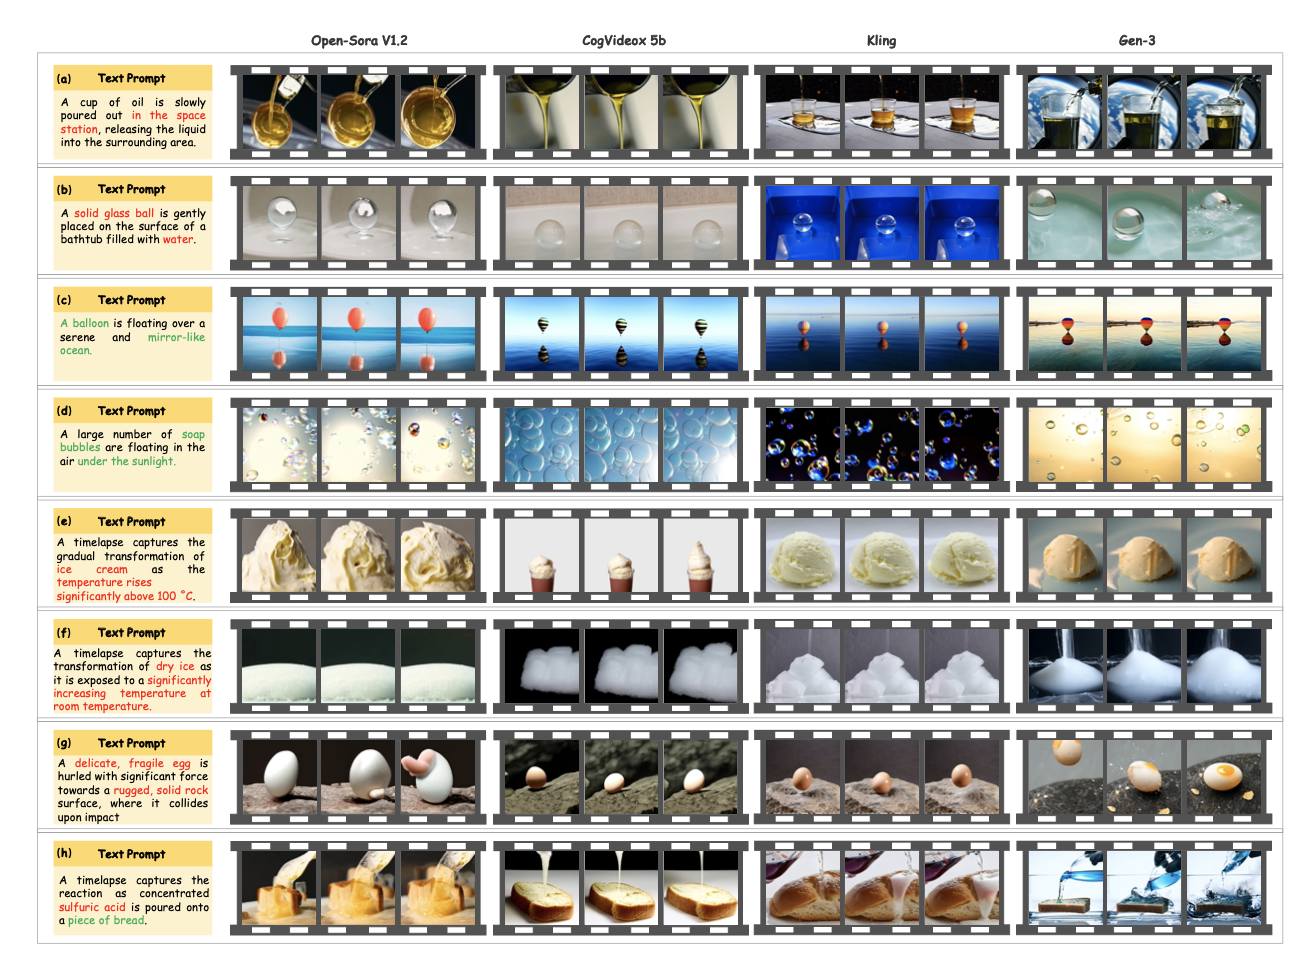 Open-Sora V1.2 CogVideox 5b Kling Gen-3
(a) Text Prompt
A cup of oil is slowly
poured out in the space
station, releasing the liquid
into the surrounding area.
(b) Text Prompt
A solid glass ball is gently
placed on the surface of a
bathtub filled with water.
(c) Text Prompt
A balloon is floating over a
serene and mirror-like
ocean.
(d) Text Prompt
A large number of soap
bubbles are floating in the
air under the sunlight.
(e) Text Prompt
A timelapse captures the
gradual transformation of
ice cream as the
temperature rises
significantly above 100 °C.
(f) Text Prompt
A timelapse captures the
transformation of dry ice as
it is exposed to a significantly
increasing temperature at
room temperature.
(g) Text Prompt
A delicate, fragile egg is
hurled with significant force
towards a rugged, solid rock
surface, where it collides
upon impact
(h) Text Prompt
A timelapse captures the
reaction as concentrated
sulfuric acid is poured onto
a piece of bread.